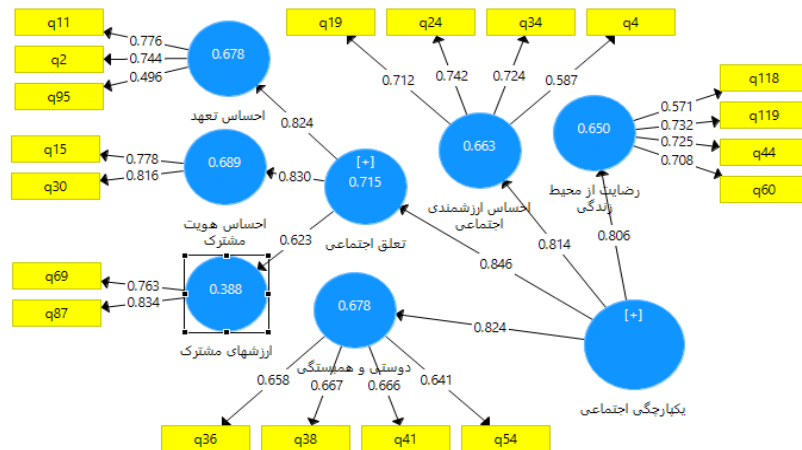 q11
q2
q95
0.776
0.744
0.496
0.678
احساس تعهد
q19
q24
q34
q4
0.712
0.742
0.724
0.587
0.663
احساس ارزشمندی
اجتماعی
q118
q119
q44
q60
0.571
0.732
0.725
0.708
0.650
رضایت از محیط
زندگی
q15
q30
0.778
0.816
0.689
احساس هویت
مشترک
0.824
0.830
0.623
[+]
0.715
تعلق اجتماعی
q69
q87
0.763
0.834
0.388
ارزشهای مشترک
0.846
0.814
0.806
0.824
[+]
یکپارچگی اجتماعی
0.678
دوستی و همبستگی
0.658
0.667
0.666
0.641
q36
q38
q41
q54